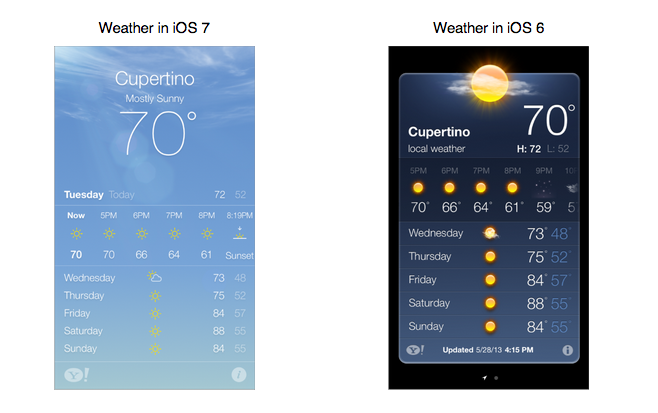 Weather in iOS 7
Cupertino
Mostly Sunny
70°
Tuesday Today 72 52
Now 5PM 6PM 7PM 8PM 8:19PM
70 70 66 64 61 Sunset
Wednesday 73 48
Thursday 75 52
Friday 84 57
Saturday 88 55
Sunday 84 55
Y! i
Weather in iOS 6
70°
Cupertino
local weather H: 72 L: 52
5PM 6PM 7PM 8PM 9PM 10
70° 66° 64° 61° 59° 5
Wednesday 73° 48°
Thursday 75° 52°
Friday 84° 57°
Saturday 88° 55°
Sunday 84° 55°
Y! Updated 5/28/13 4:15 PM i